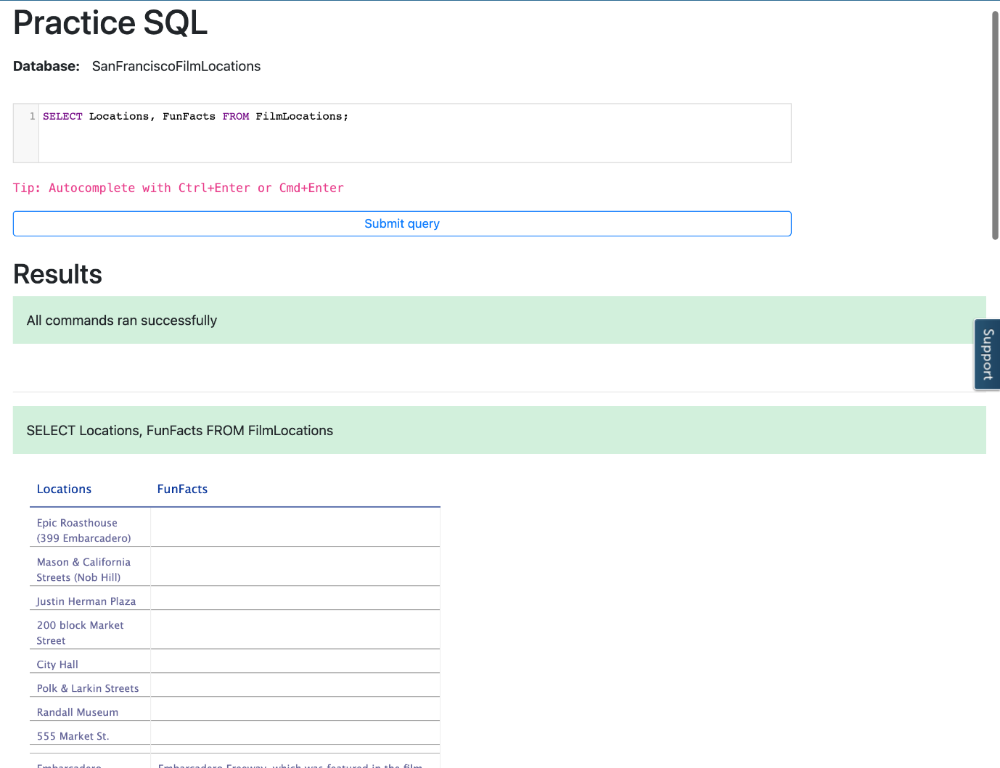 Practice SQL
Database: SanFranciscoFilmLocations
1 SELECT Locations, FunFacts FROM FilmLocations;
Tip: Autocomplete with Ctrl+Enter or Cmd+Enter
Submit query
Results
All commands ran successfully
Support
SELECT Locations, FunFacts FROM FilmLocations
Locations FunFacts
Epic Roasthouse
(399 Embarcadero)
Mason & California
Streets (Nob Hill)
Justin Herman Plaza
200 block Market
Street
City Hall
Polk & Larkin Streets
Randall Museum
555 Market St.
Embarcadero Embarcadero Freeway, which was featured in the film